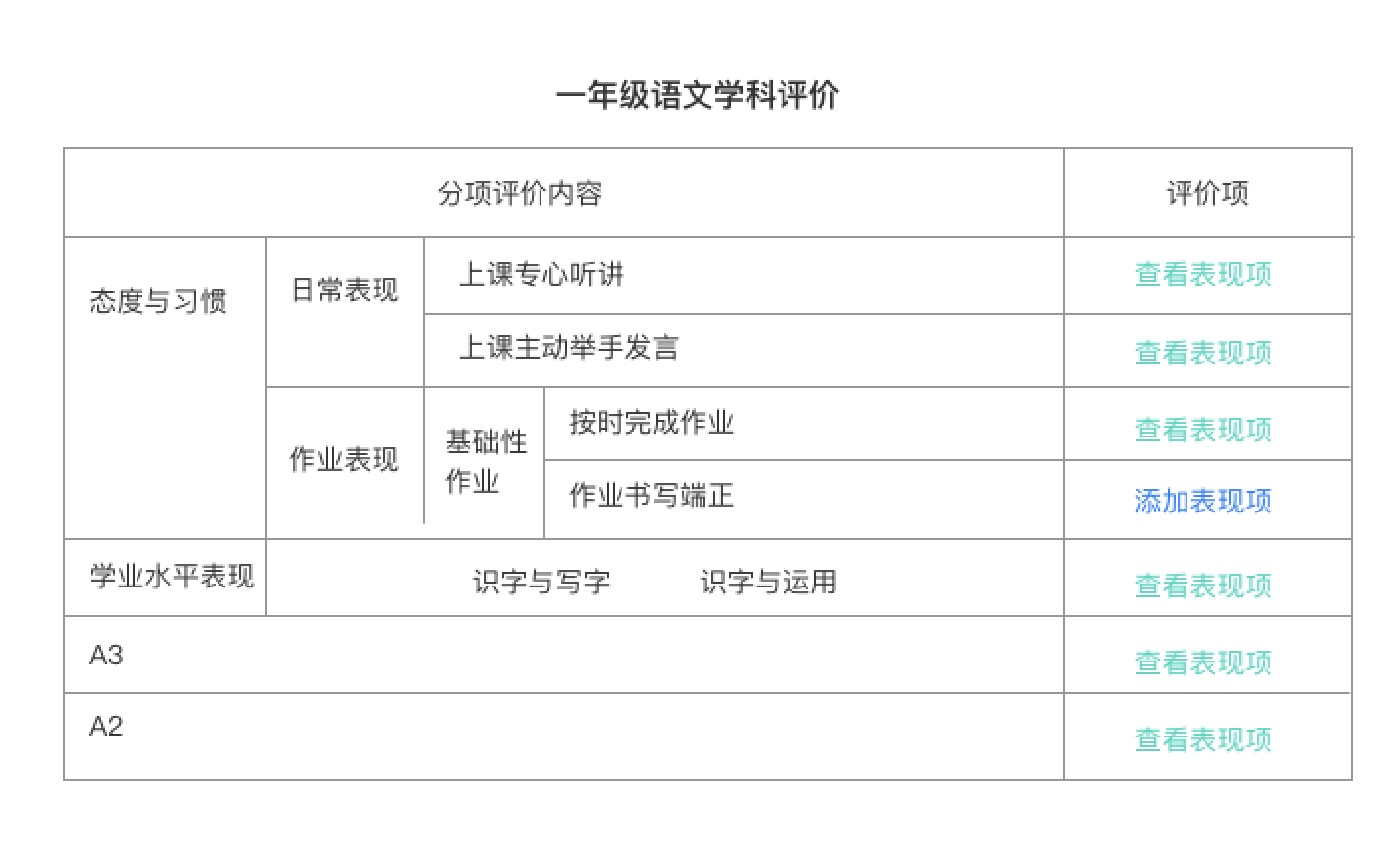 一年级语文学科评价
分项评价内容
评价项
态度与习惯
日常表现
上课专心听讲
查看表现项
上课主动举手发言
查看表现项
作业表现
基础性
作业
按时完成作业
查看表现项
作业书写端正
添加表现项
学业水平表现
识字与写字
识字与运用
查看表现项
A3
查看表现项
A2
查看表现项